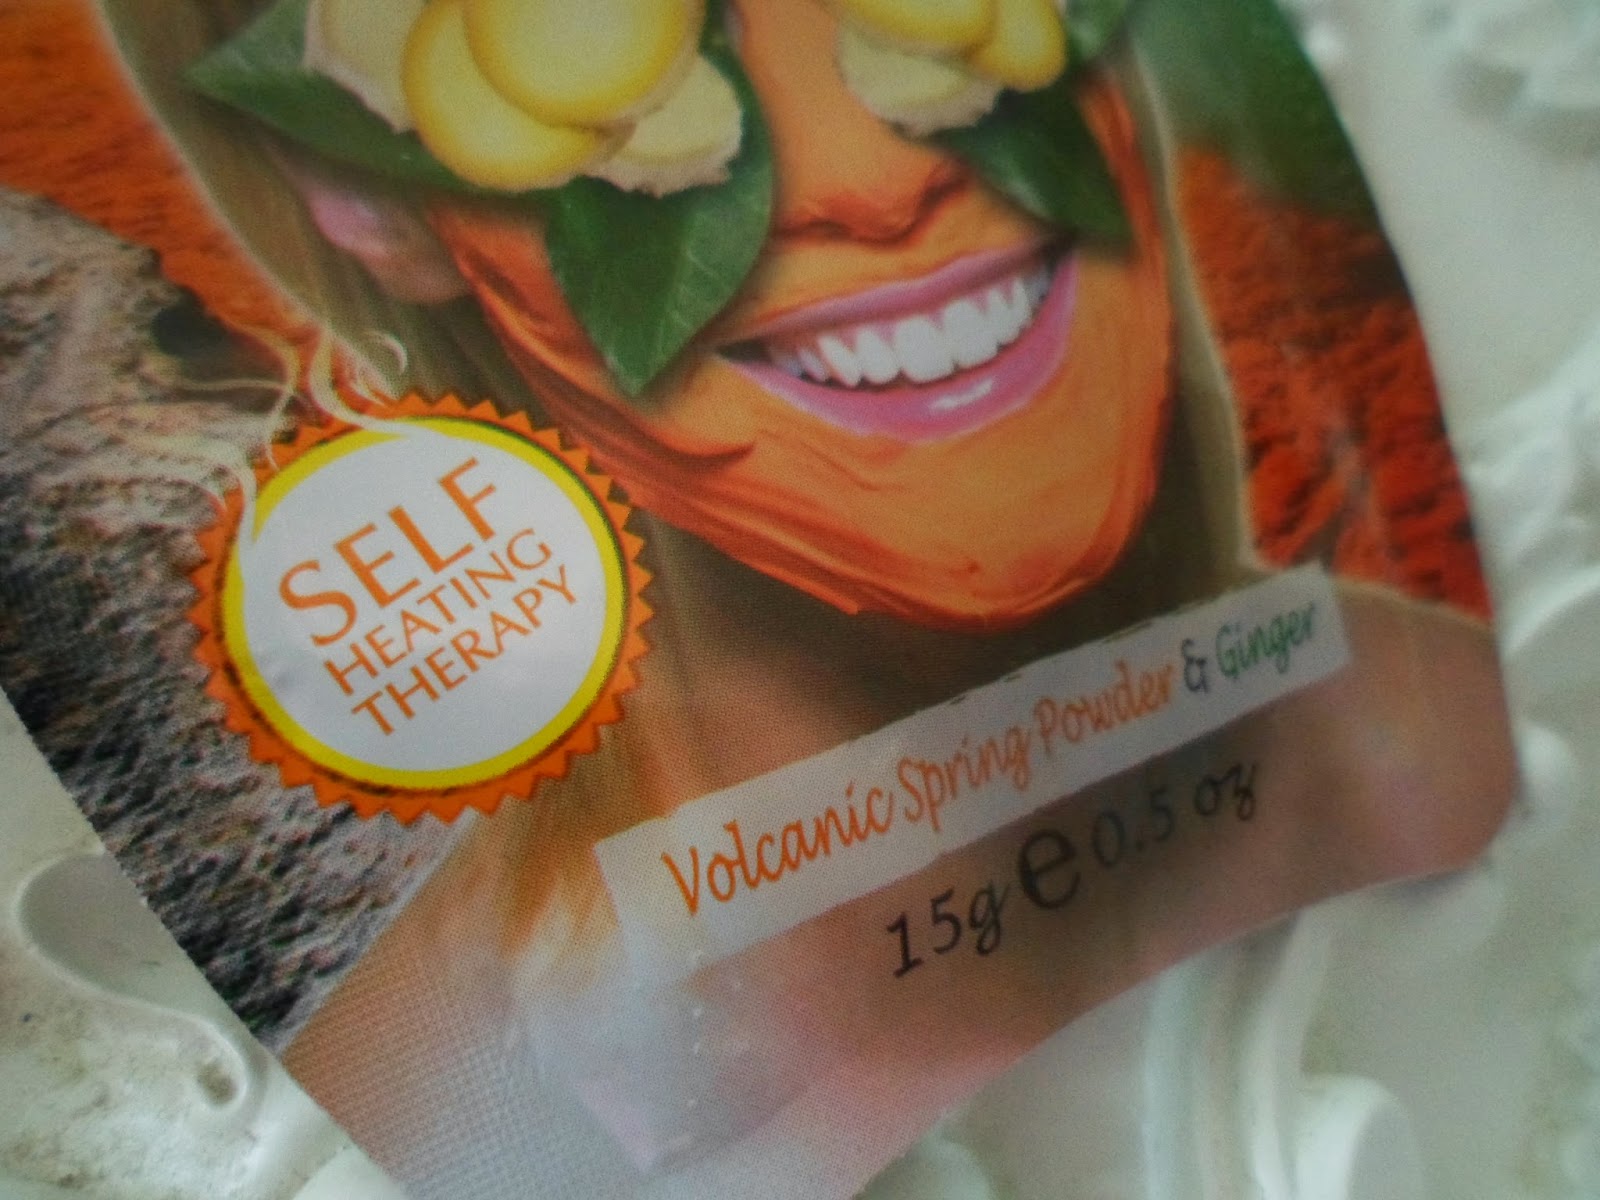 SELF
HEATING
THERAPY
Volcanic Spring Powder & Ginger
15g e 0.5 oz